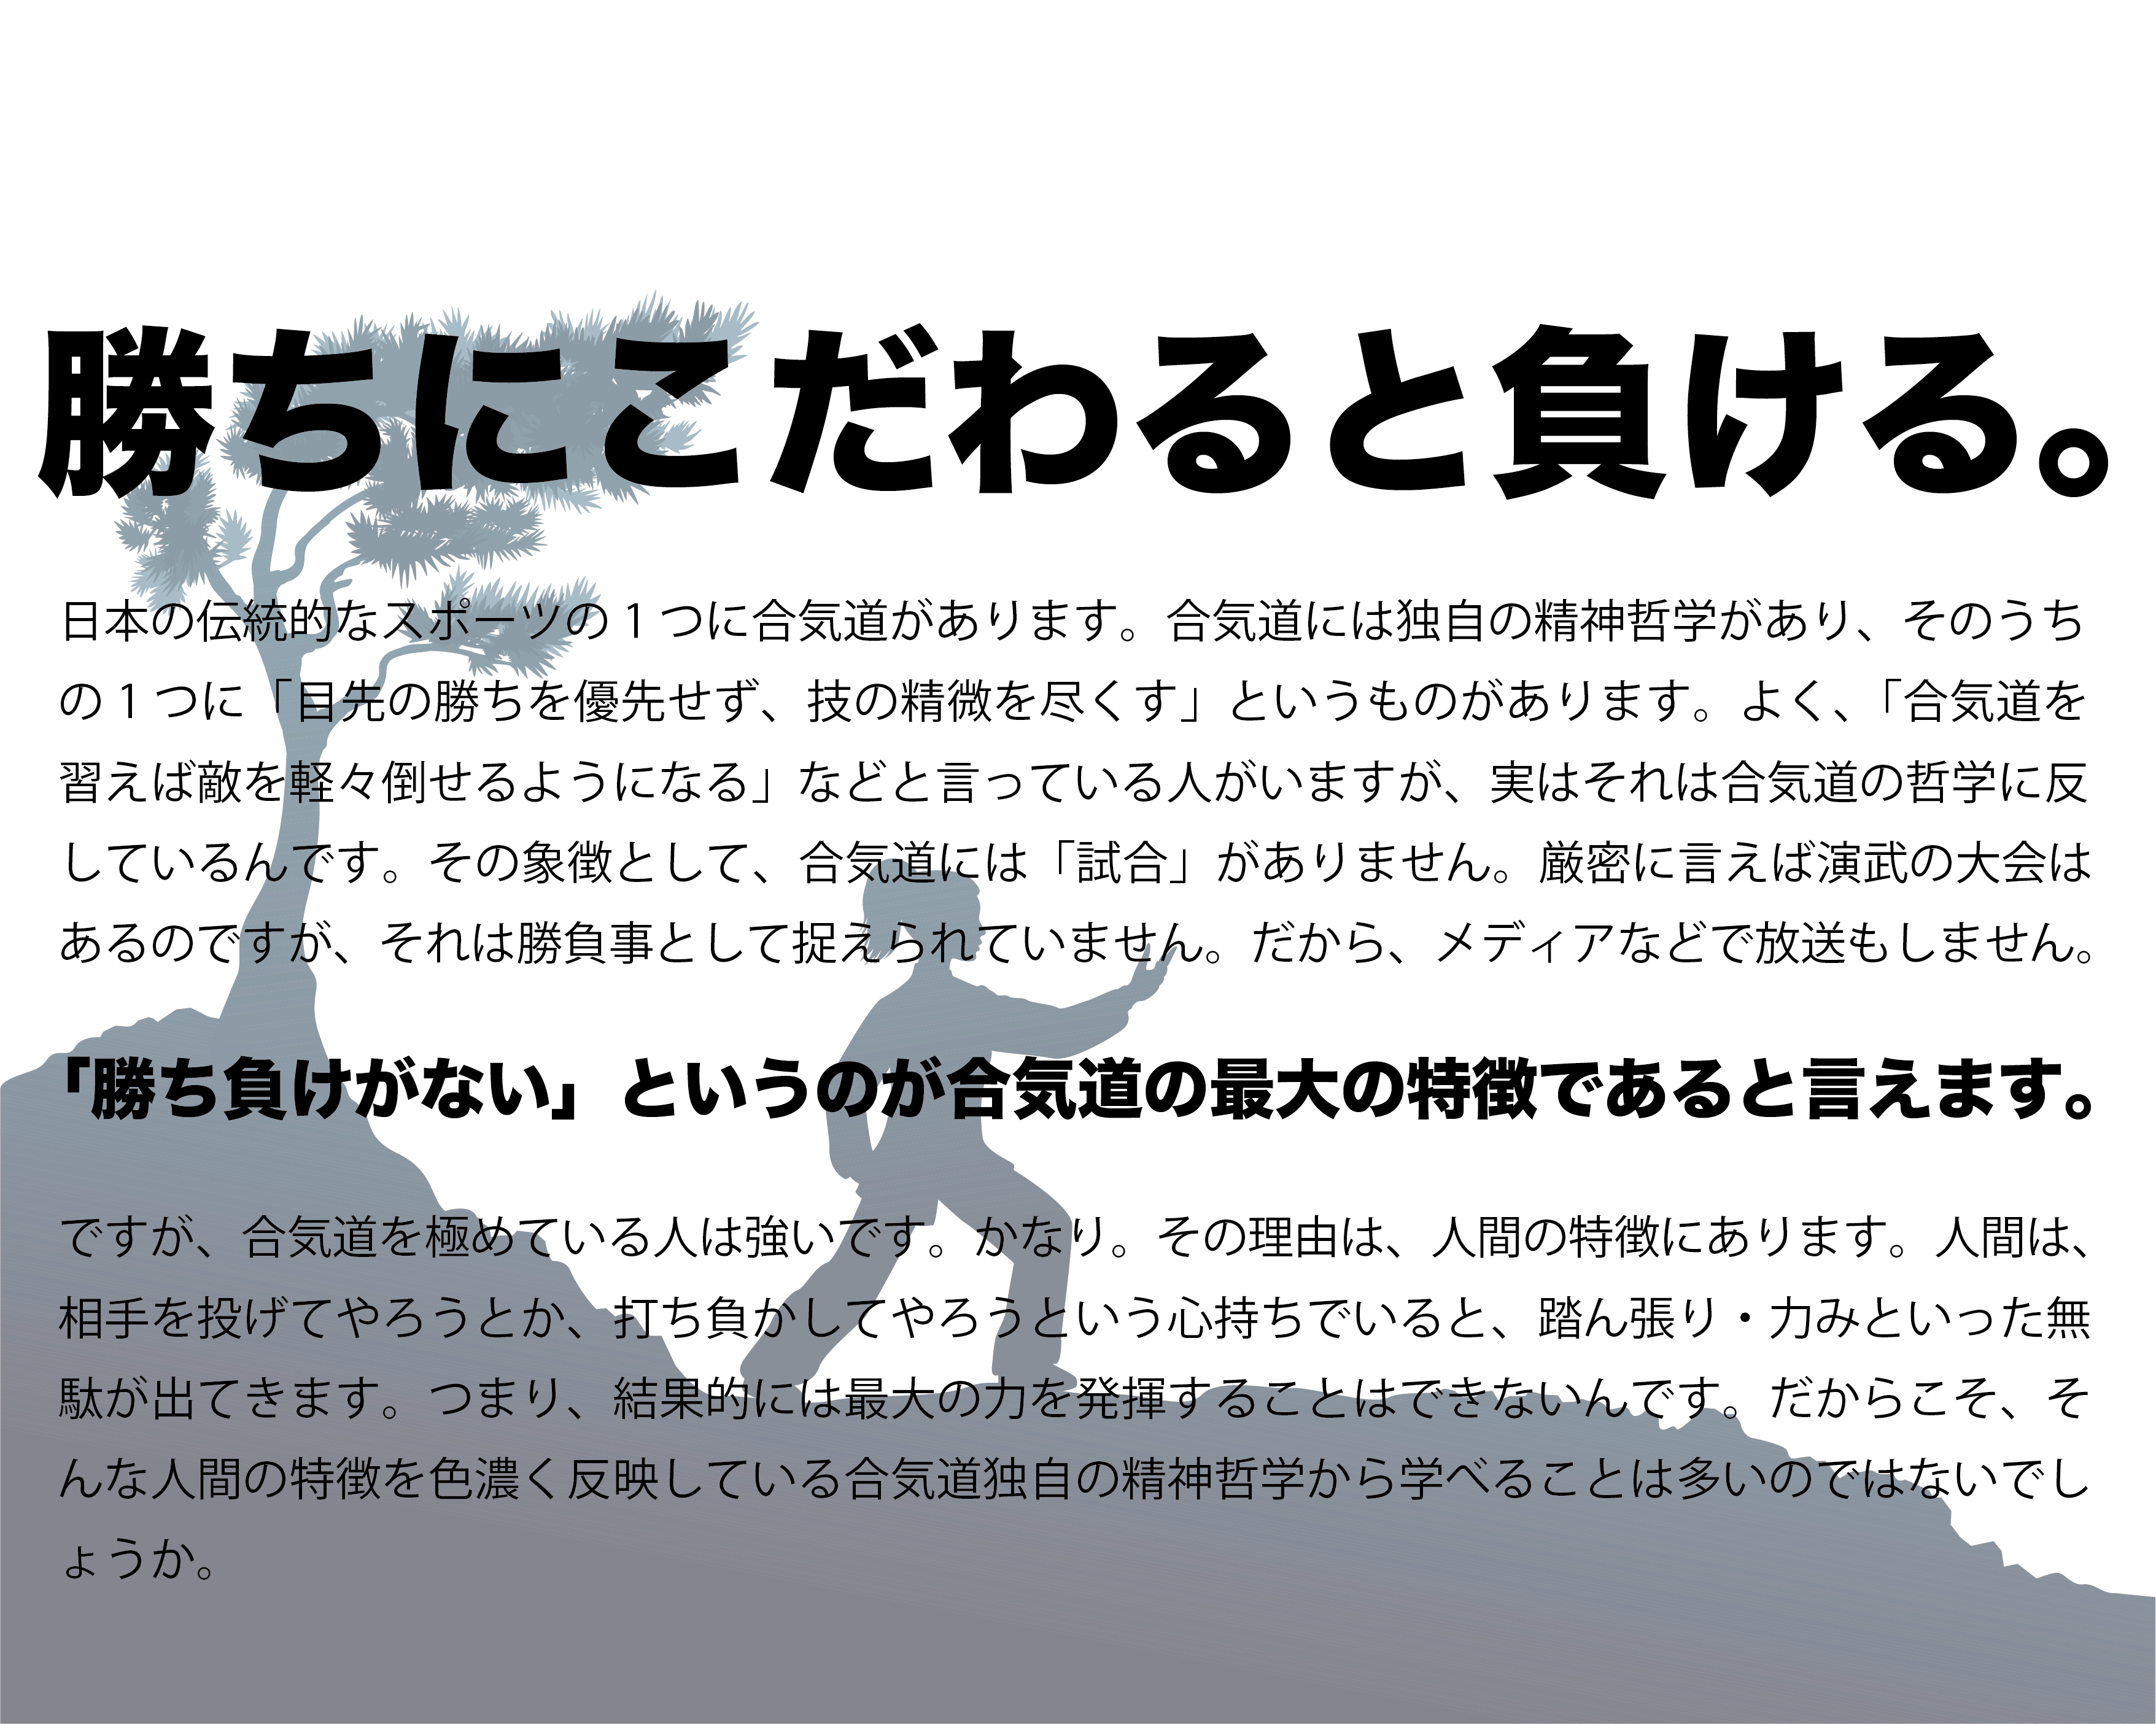 勝ちにこだわると負ける。
日本の伝統的なスポーツの1つに合気道があります。合気道には独自の精神哲学があり、そのうち
の1つに「目先の勝ちを優先せず、技の精微を尽くす」というものがあります。よく、「合気道を
習えば敵を軽々倒せるようになる」などと言っている人がいますが、実はそれは合気道の哲学に反
しているんです。その象徴として、合気道には「試合」がありません。厳密に言えば演武の大会は
あるのですが、それは勝負事として捉えられていません。だから、メディアなどで放送もしません。
「勝ち負けがない」というのが合気道の最大の特徴であると言えます。
ですが、合気道を極めている人は強いです。かなり。その理由は、人間の特徴にあります。人間は、
相手を投げてやろうとか、打ち負かしてやろうという心持ちでいると、踏ん張り・力みといった無
駄が出てきます。つまり、結果的には最大の力を発揮することはできないんです。だからこそ、そ
んな人間の特徴を色濃く反映している合気道独自の精神哲学から学べることは多いのではないでし
ょうか。